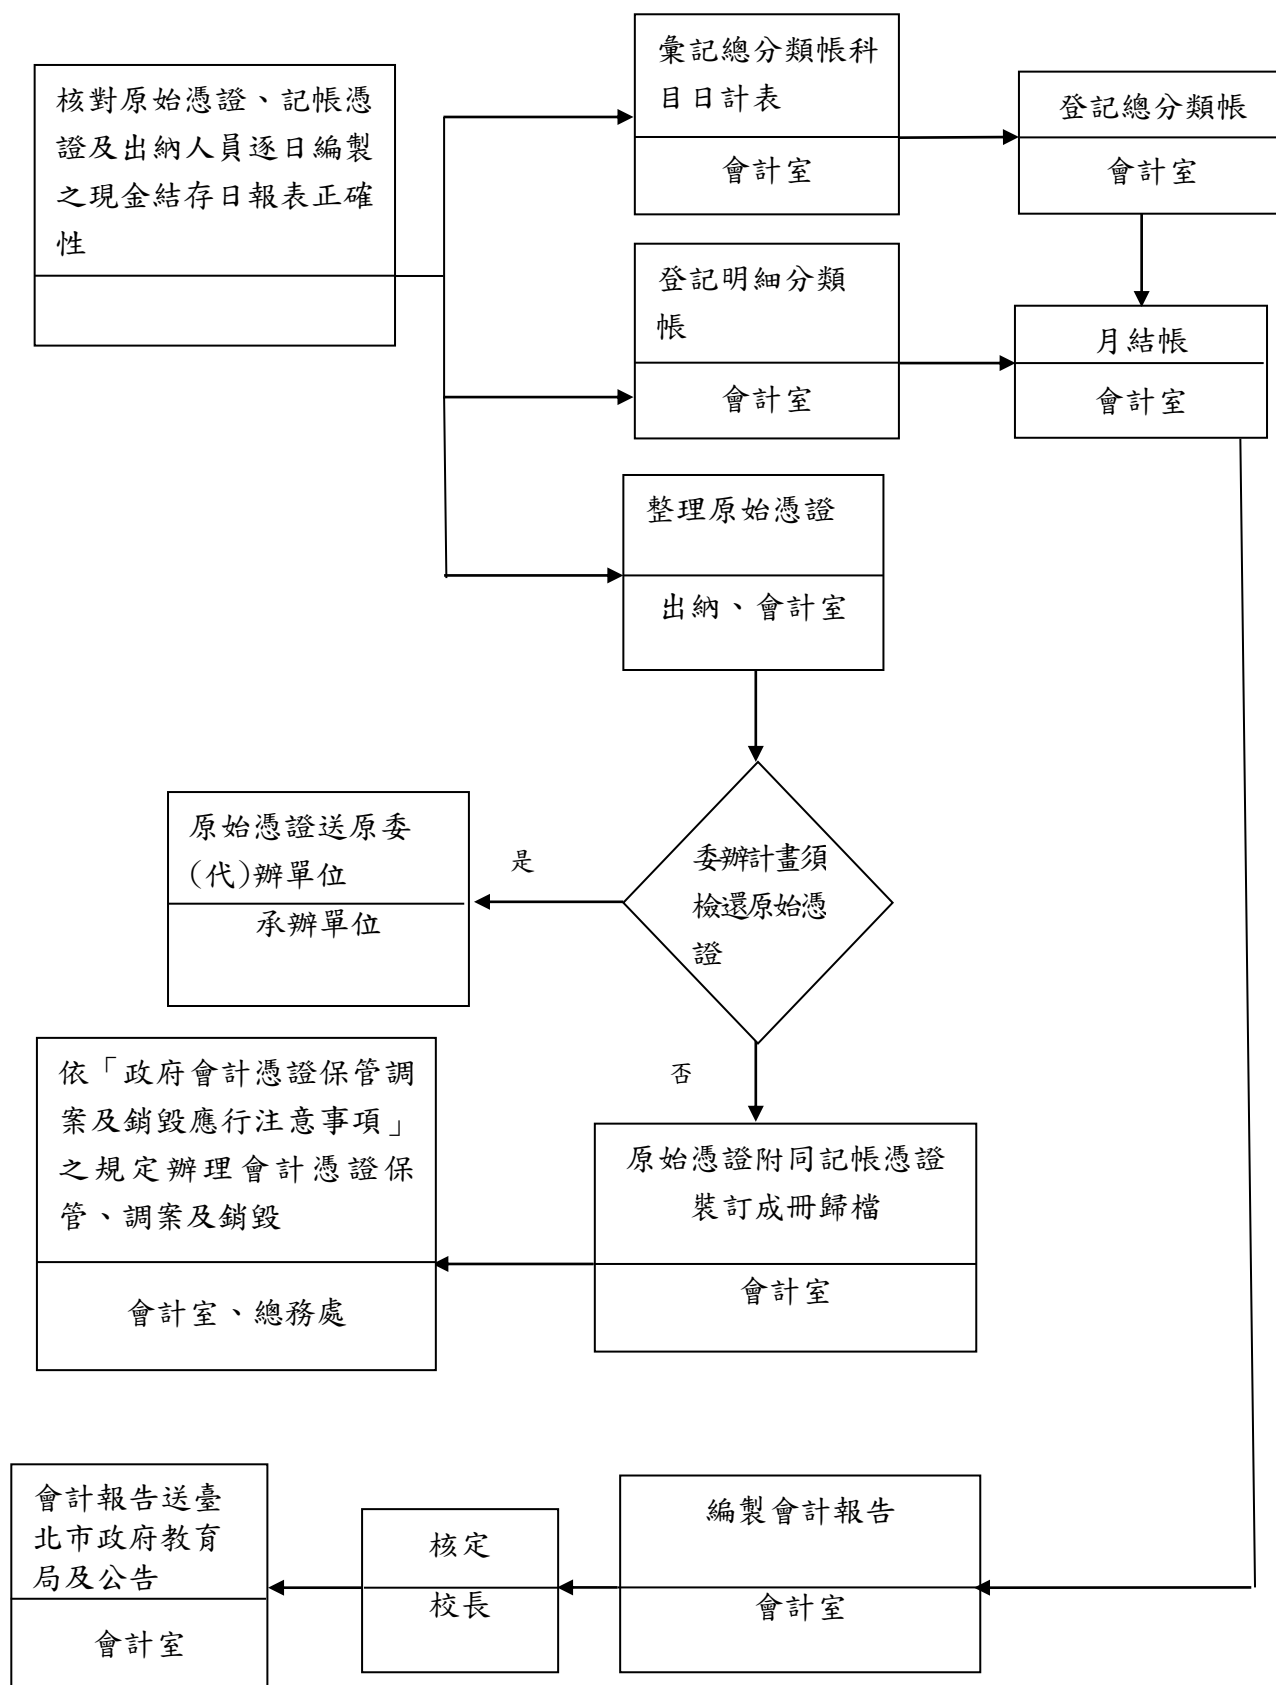 核對原始憑證、記帳憑
證及出納人員逐日編製
之現金結存日報表正確
性
彙記總分類帳科
目日計表
會計室
登記總分類帳
會計室
登記明細分類
帳
會計室
月結帳
會計室
整理原始憑證
出納、會計室
委辦計畫須
檢還原始憑
證
是
原始憑證送原委
(代)辦單位
承辦單位
否
原始憑證附同記帳憑證
裝訂成冊歸檔
會計室
依「政府會計憑證保管調
案及銷毀應行注意事項」
之規定辦理會計憑證保
管、調案及銷毀
會計室、總務處
編製會計報告
會計室
核定
校長
會計報告送臺
北市政府教育
局及公告
會計室